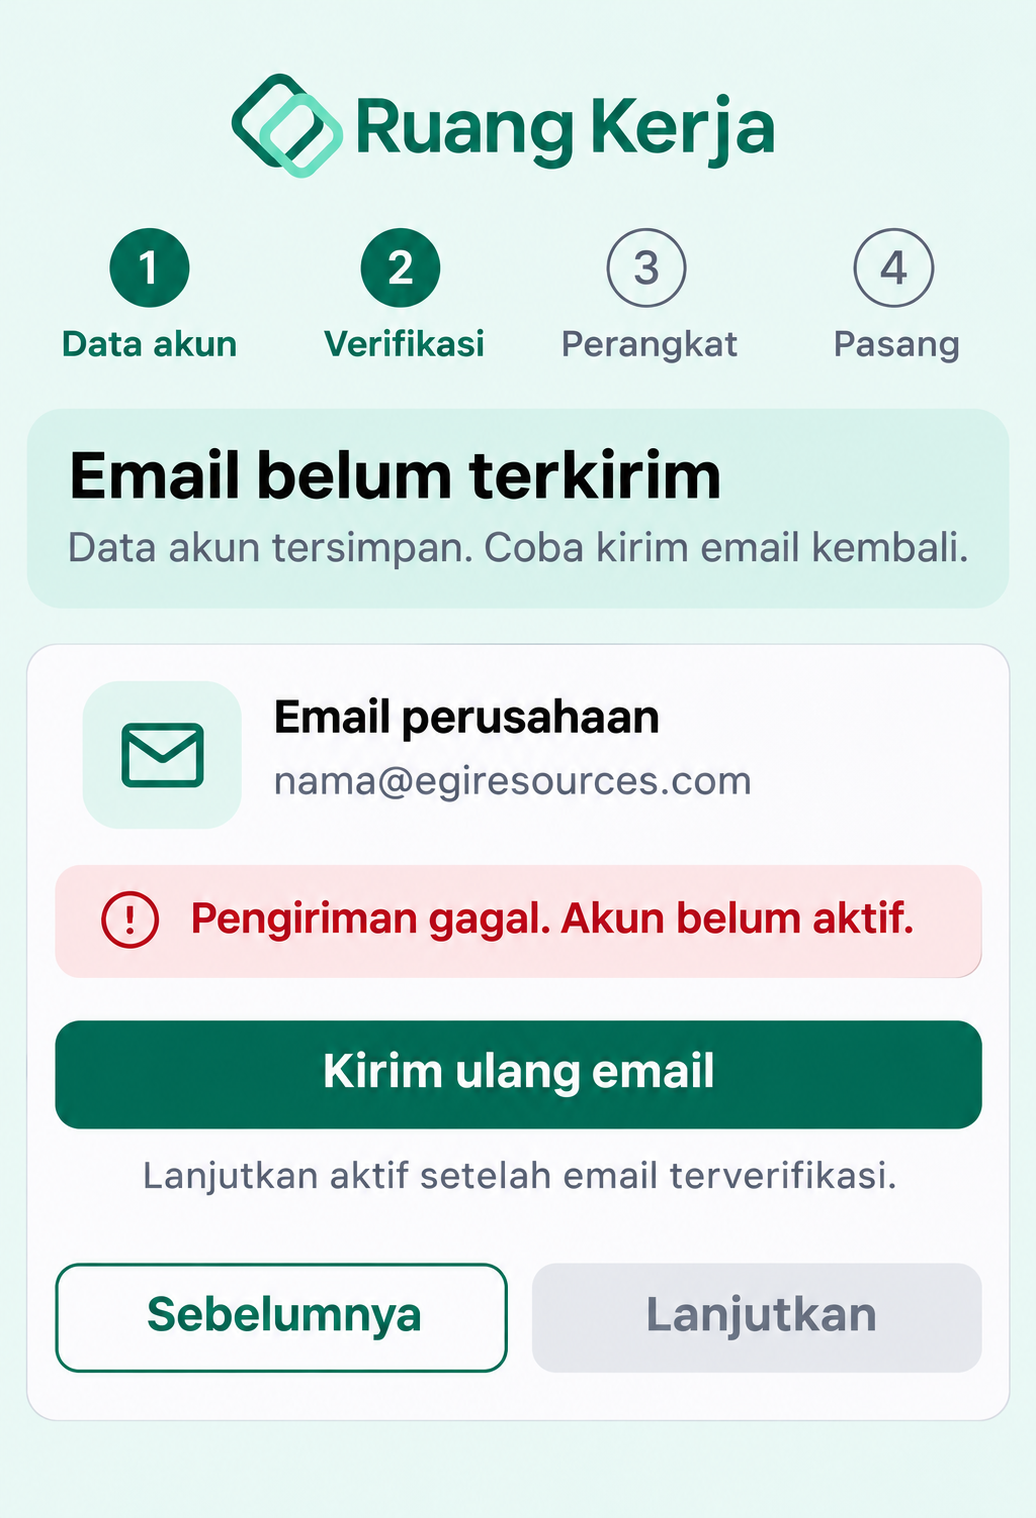 Ruang Kerja
1
2
3
4
Data akun
Verifikasi
Perangkat
Pasang
Email belum terkirim
Data akun tersimpan. Coba kirim email kembali.
Email perusahaan
nama@egiresources.com
Pengiriman gagal. Akun belum aktif.
Kirim ulang email
Lanjutkan aktif setelah email terverifikasi.
Sebelumnya
Lanjutkan